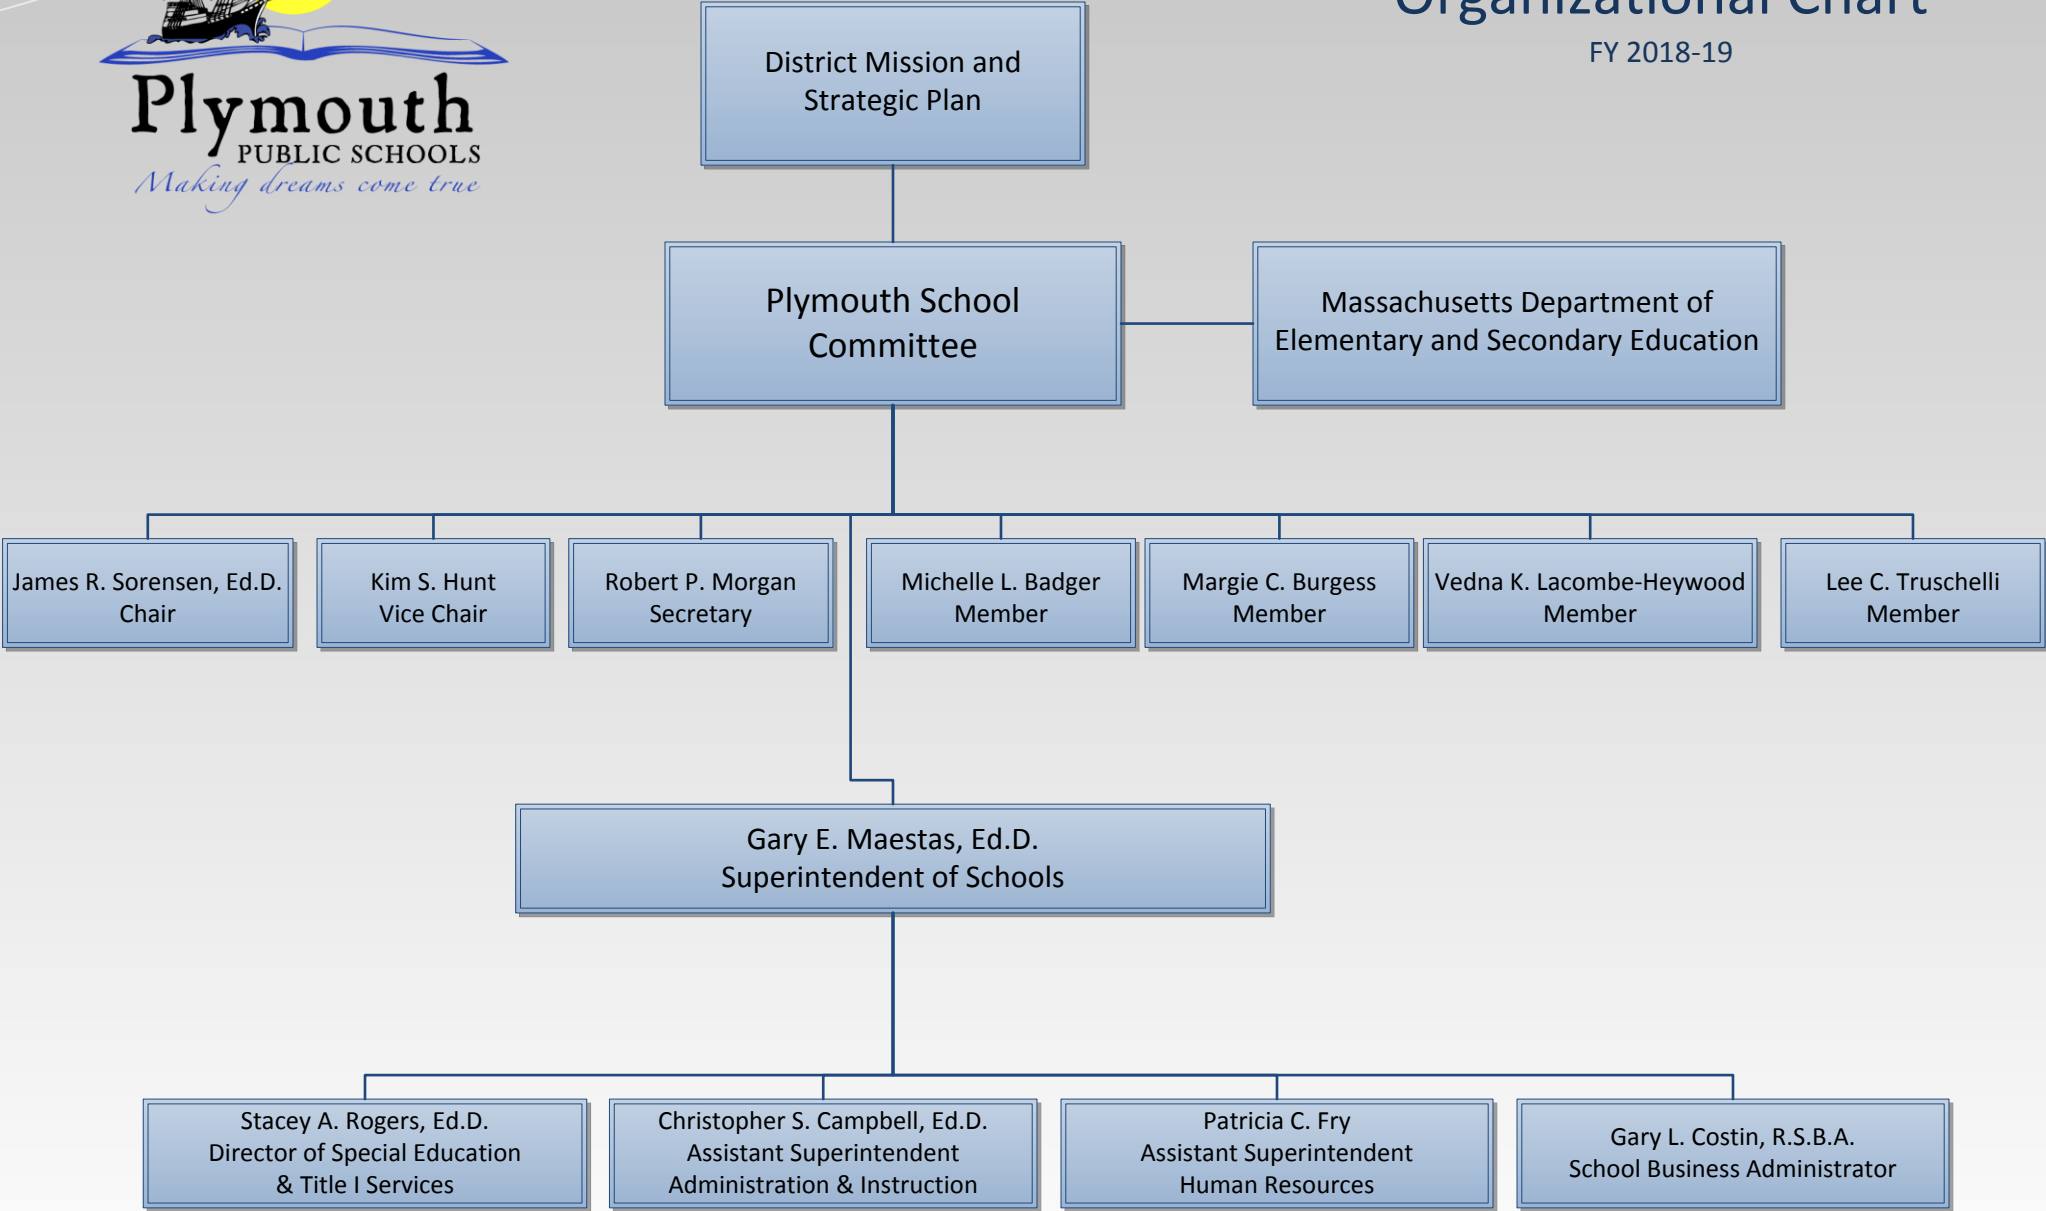 Organizational Chart
FY 2018-19
Plymouth
PUBLIC SCHOOLS
Making dreams come true
District Mission and
Strategic Plan
Plymouth School
Committee
Massachusetts Department of
Elementary and Secondary Education
James R. Sorensen, Ed.D.
Chair
Kim S. Hunt
Vice Chair
Robert P. Morgan
Secretary
Michelle L. Badger
Member
Margie C. Burgess
Member
Vedna K. Lacombe-Heywood
Member
Lee C. Truschelli
Member
Gary E. Maestas, Ed.D.
Superintendent of Schools
Stacey A. Rogers, Ed.D.
Director of Special Education
& Title I Services
Christopher S. Campbell, Ed.D.
Assistant Superintendent
Administration & Instruction
Patricia C. Fry
Assistant Superintendent
Human Resources
Gary L. Costin, R.S.B.A.
School Business Administrator